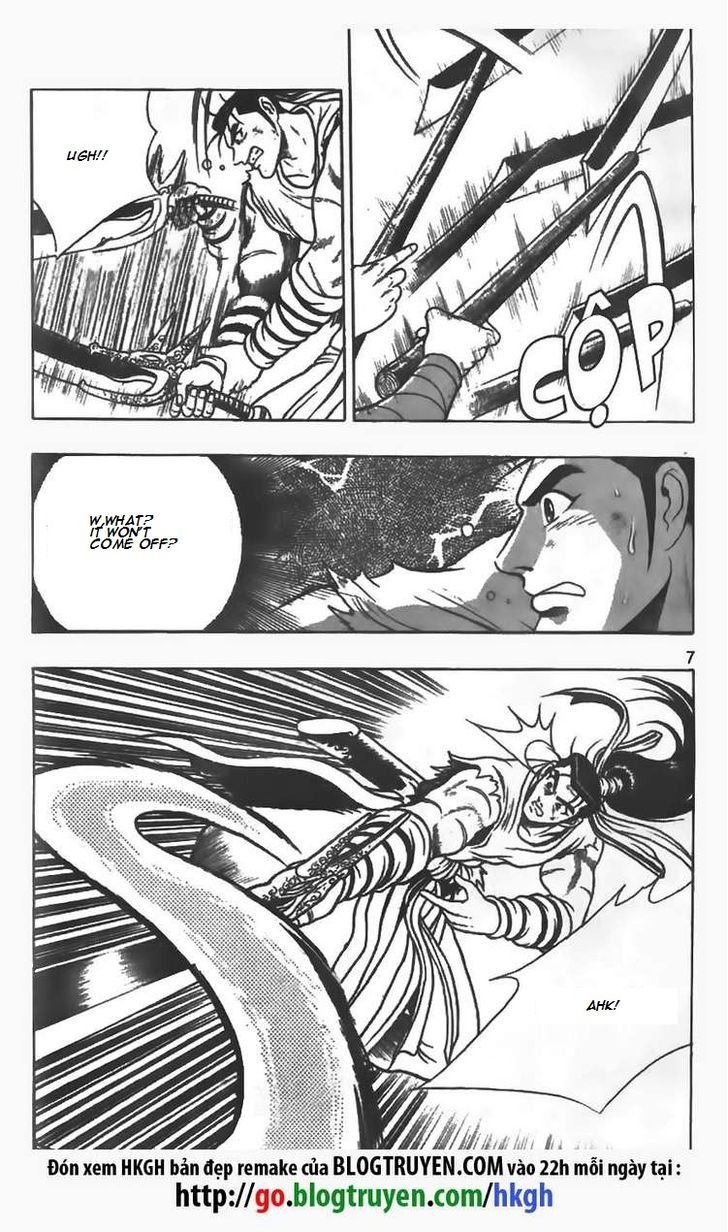 UGH!!
CỘP
W,WHAT?
IT WON'T
COME OFF?
7
AHK!
Đón xem HKGH bản đẹp remake của BLOGTRUYEN.COM vào 22h mỗi ngày tại :
http://go.blogtruyen.com/hkgh